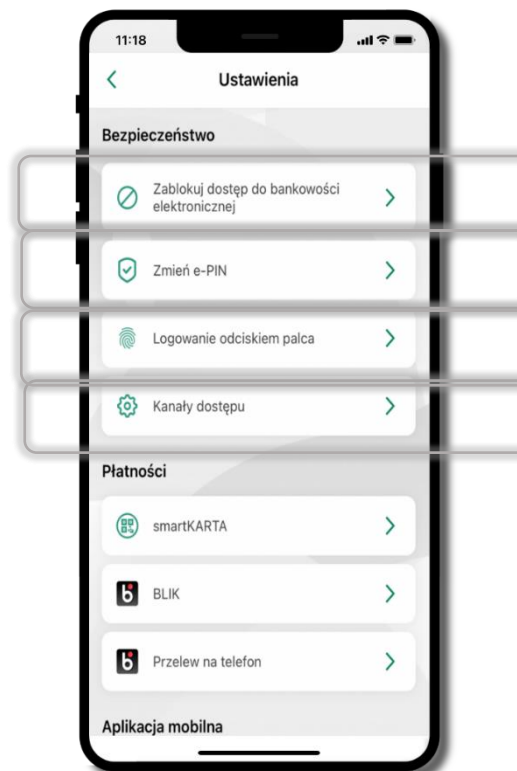 11:18
Ustawienia
Bezpieczeństwo
Zablokuj dostęp do bankowości
elektronicznej
Zmień e-PIN
Logowanie odciskiem palca
Kanały dostępu
Płatności
smartKARTA
BLIK
Przelew na telefon
Aplikacja mobilna